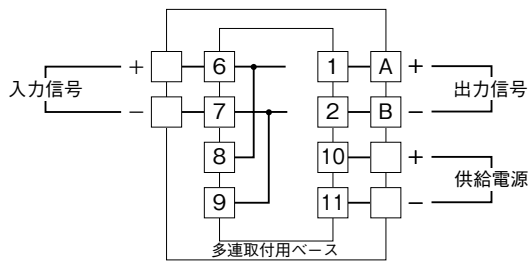 + 6 1 A +
入力信号 出力信号
− 7 2 B −
8 10 +
供給電源
9 11 −
多連取付用ベース